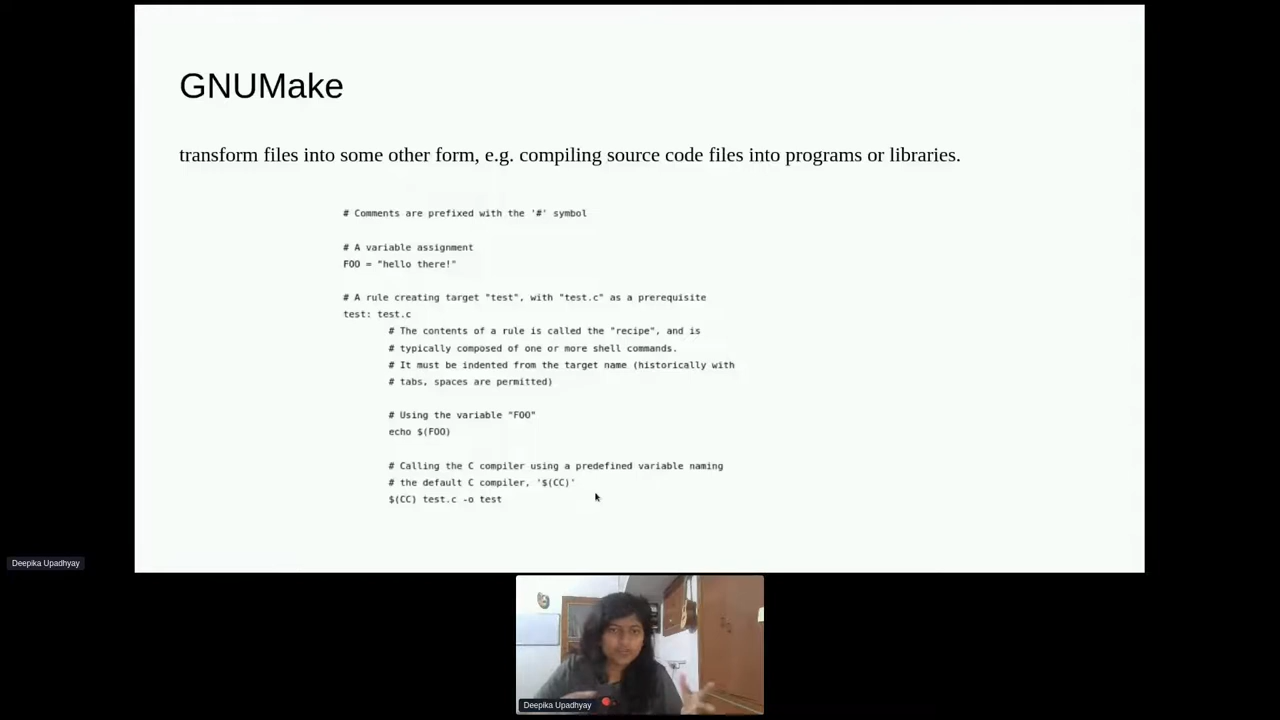 GNUMake
transform files into some other form, e.g. compiling source code files into programs or libraries.
# Comments are prefixed with the '#' symbol
# A variable assignment
FOO = "hello there!"
# A rule creating target "test", with "test.c" as a prerequisite
test: test.c
# The contents of a rule is called the "recipe", and is
# typically composed of one or more shell commands.
# It must be indented from the target name (historically with
# tabs, spaces are permitted)
# Using the variable "FOO"
echo $(FOO)
# Calling the C compiler using a predefined variable naming
# the default C compiler, '$(CC)'
$(CC) test.c -o test
Deepika Upadhyay
Deepika Upadhyay